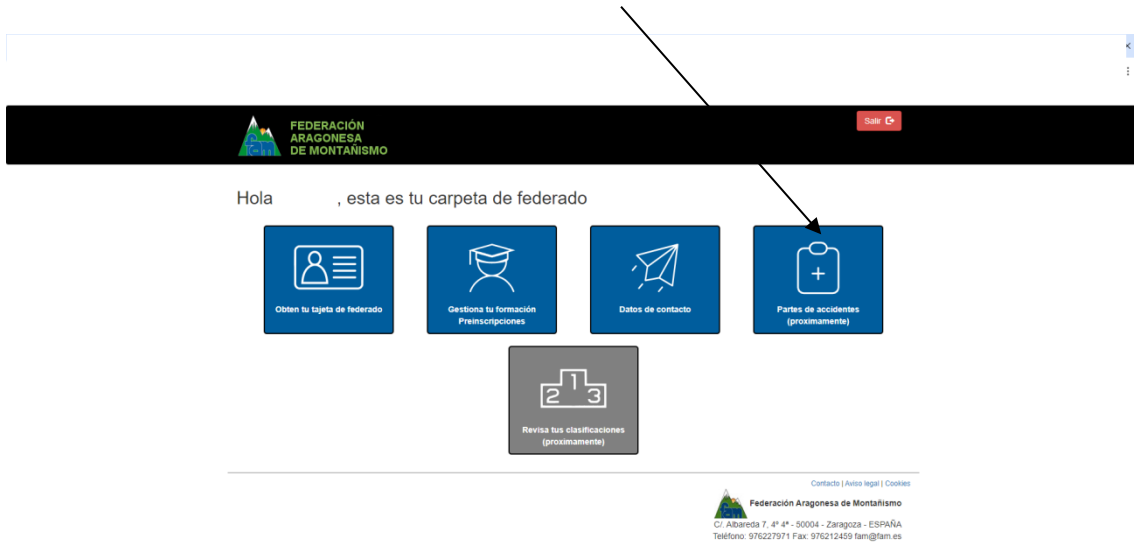 FEDERACIÓN
ARAGONESA
DE MONTAÑISMO
fam
Salir
Hola , esta es tu carpeta de federado
Obten tu tajeta de federado
Gestiona tu formación
Preinscripciones
Datos de contacto
Partes de accidentes
(proximamente)
2 1 3
Revisa tus clasificaciones
(proximamente)
Contacto | Aviso legal | Cookies
fam
Federación Aragonesa de Montañismo
C/. Albareda 7, 4º 4ª - 50004 - Zaragoza - ESPAÑA
Teléfono: 976227971 Fax: 976212459 fam@fam.es